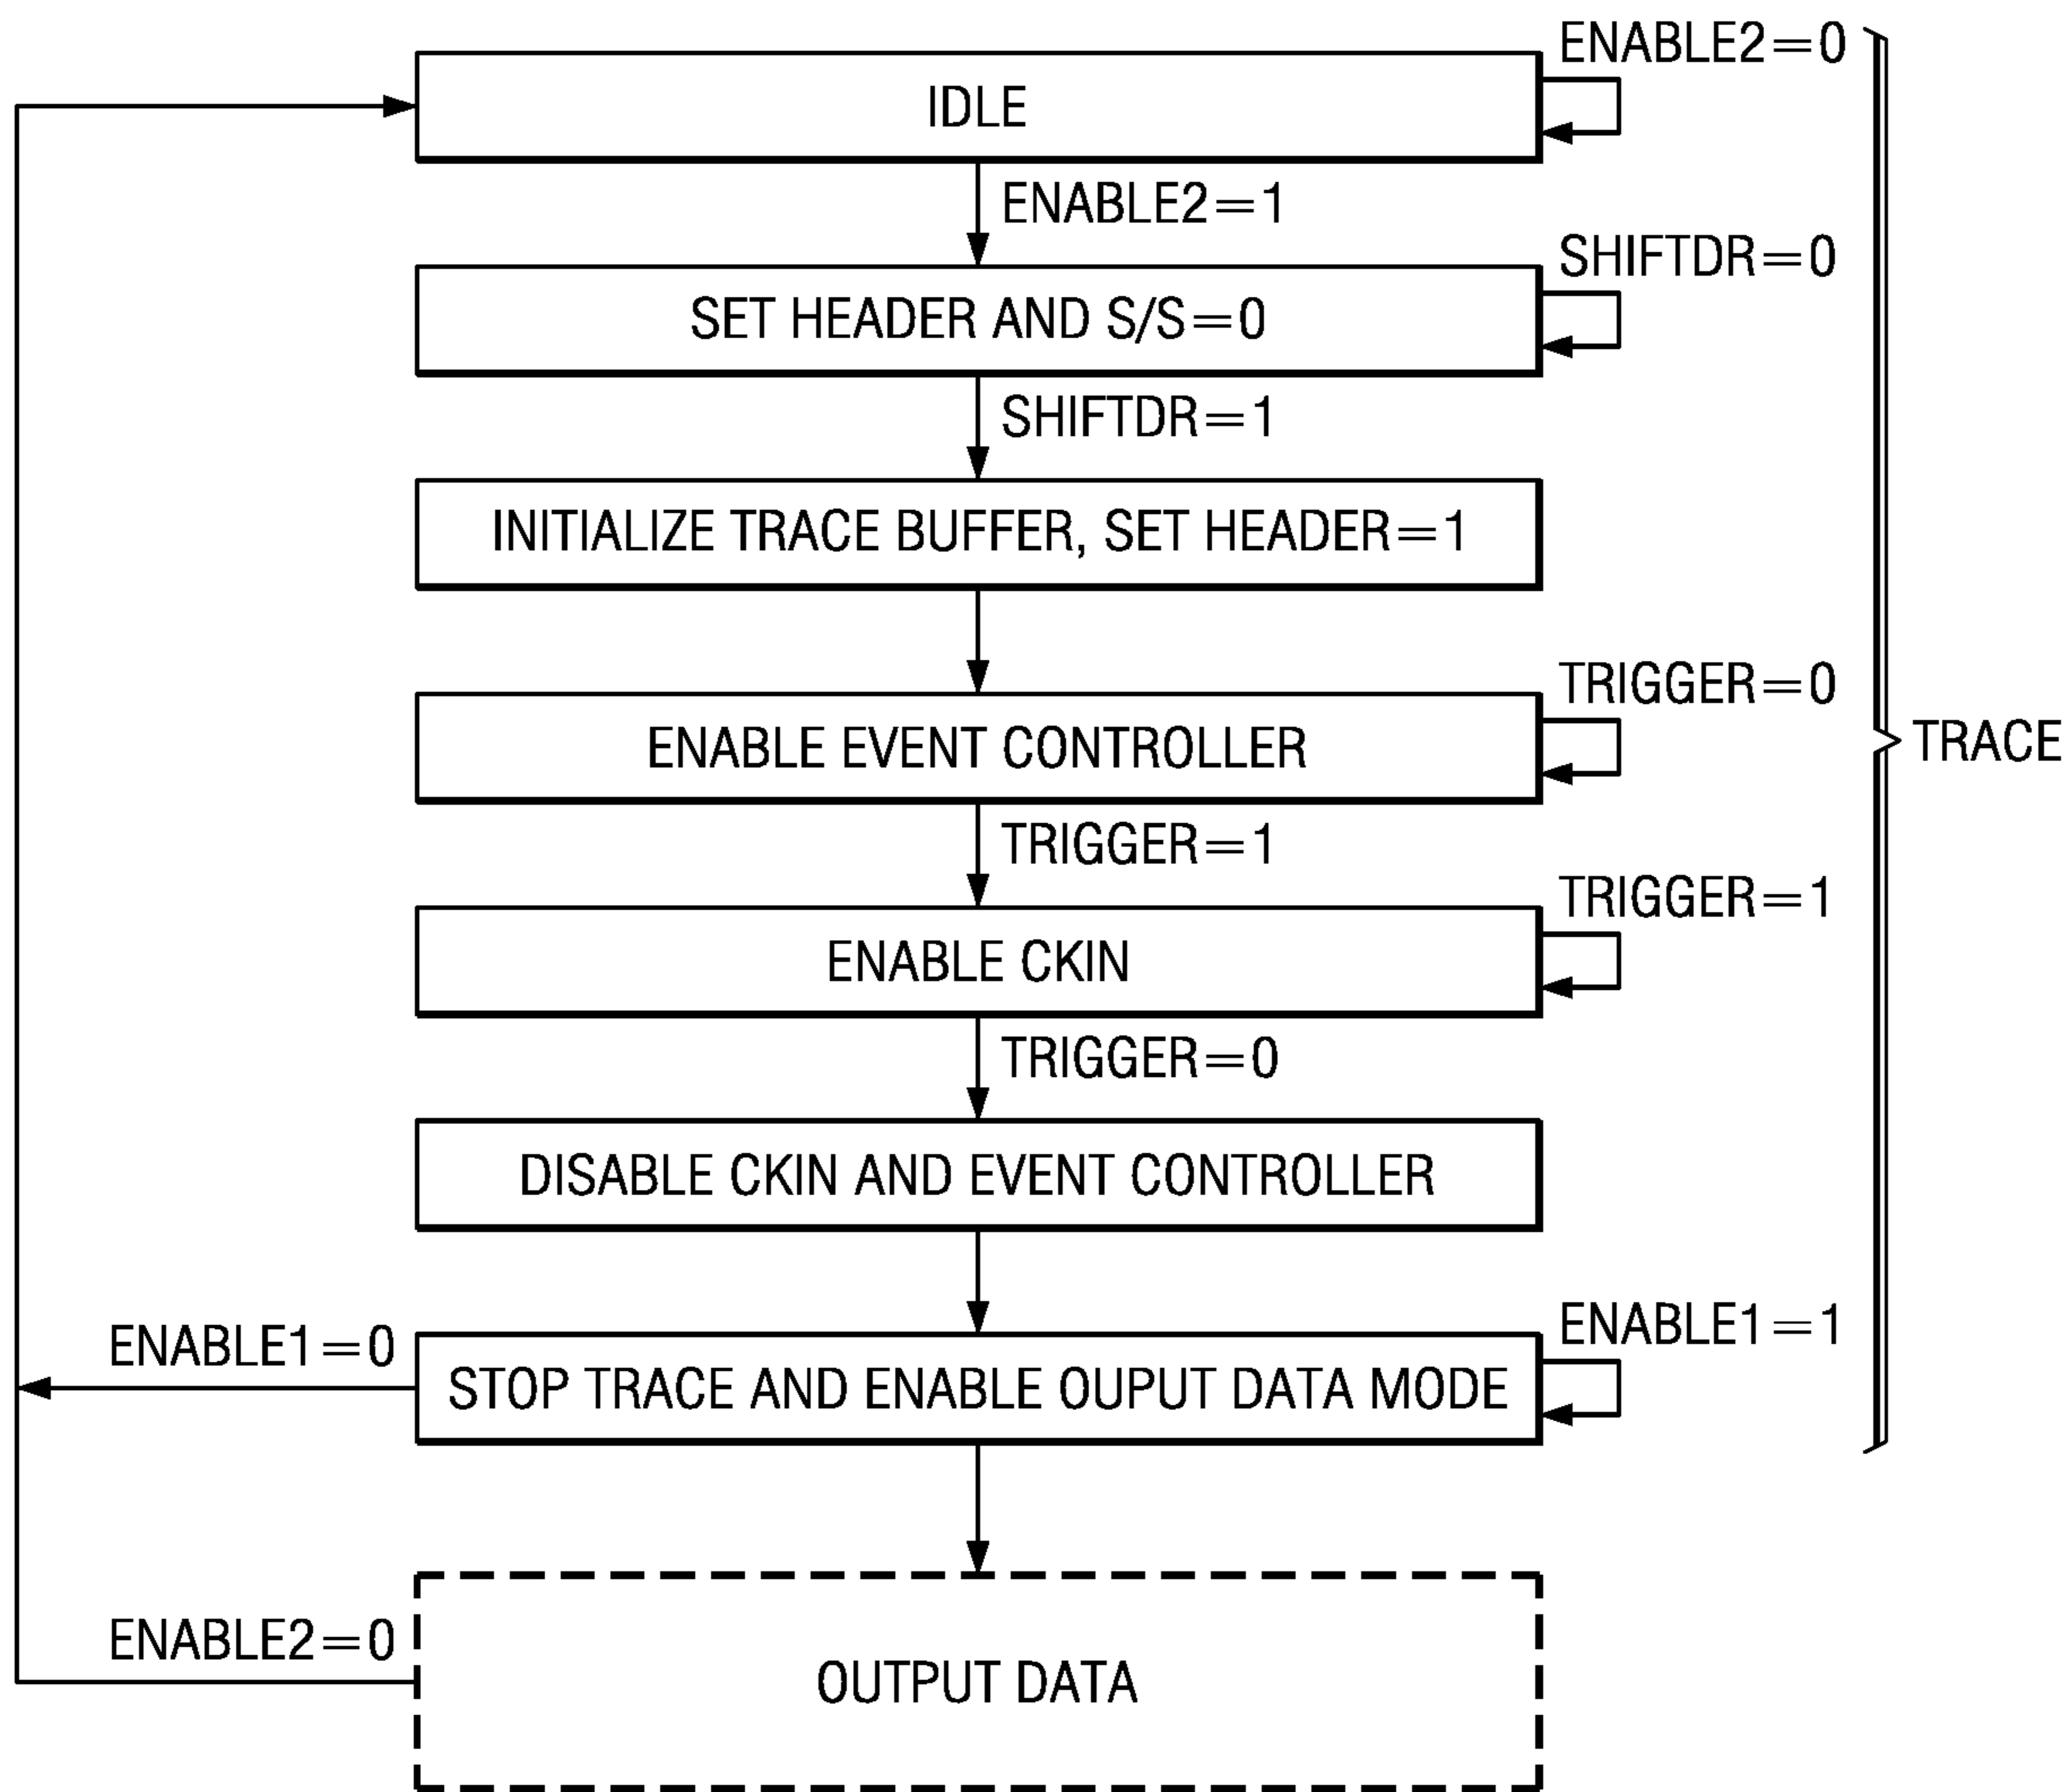 ENABLE2=0
IDLE
ENABLE2=1
SHIFTDR=0
SET HEADER AND S/S=0
SHIFTDR=1
INITIALIZE TRACE BUFFER, SET HEADER=1
TRIGGER=0
ENABLE EVENT CONTROLLER
TRACE
TRIGGER=1
TRIGGER=1
ENABLE CKIN
TRIGGER=0
DISABLE CKIN AND EVENT CONTROLLER
ENABLE1=0
ENABLE1=1
STOP TRACE AND ENABLE OUPUT DATA MODE
ENABLE2=0
OUTPUT DATA